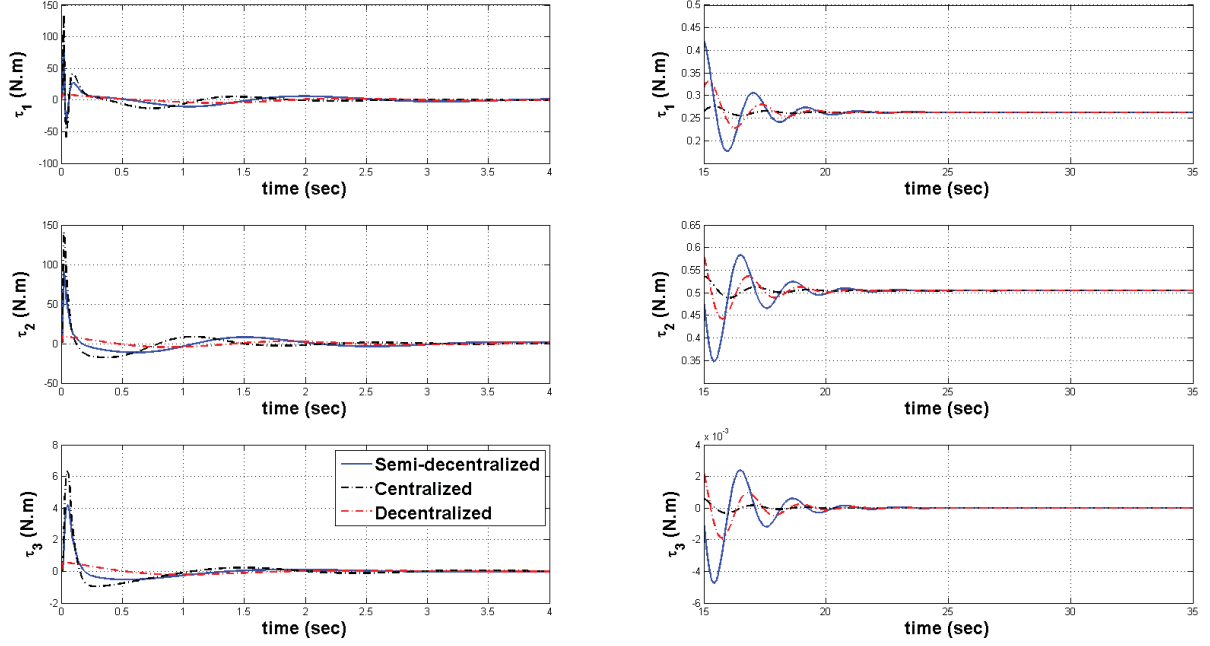 150
100
50
0
-50
-100
τ1 (N.m)
0 0.5 1 1.5 2 2.5 3 3.5 4
time (sec)
0.5
0.45
0.4
0.35
0.3
0.25
0.2
τ1 (N.m)
15 20 25 30 35
time (sec)
150
100
50
0
-50
τ2 (N.m)
0 0.5 1 1.5 2 2.5 3 3.5 4
time (sec)
0.65
0.6
0.55
0.5
0.45
0.4
0.35
τ2 (N.m)
15 20 25 30 35
time (sec)
8
6
4
2
0
-2
τ3 (N.m)
Semi-decentralized
Centralized
Decentralized
0 0.5 1 1.5 2 2.5 3 3.5 4
time (sec)
x 10⁻³
4
2
0
-2
-4
-6
τ3 (N.m)
15 20 25 30 35
time (sec)